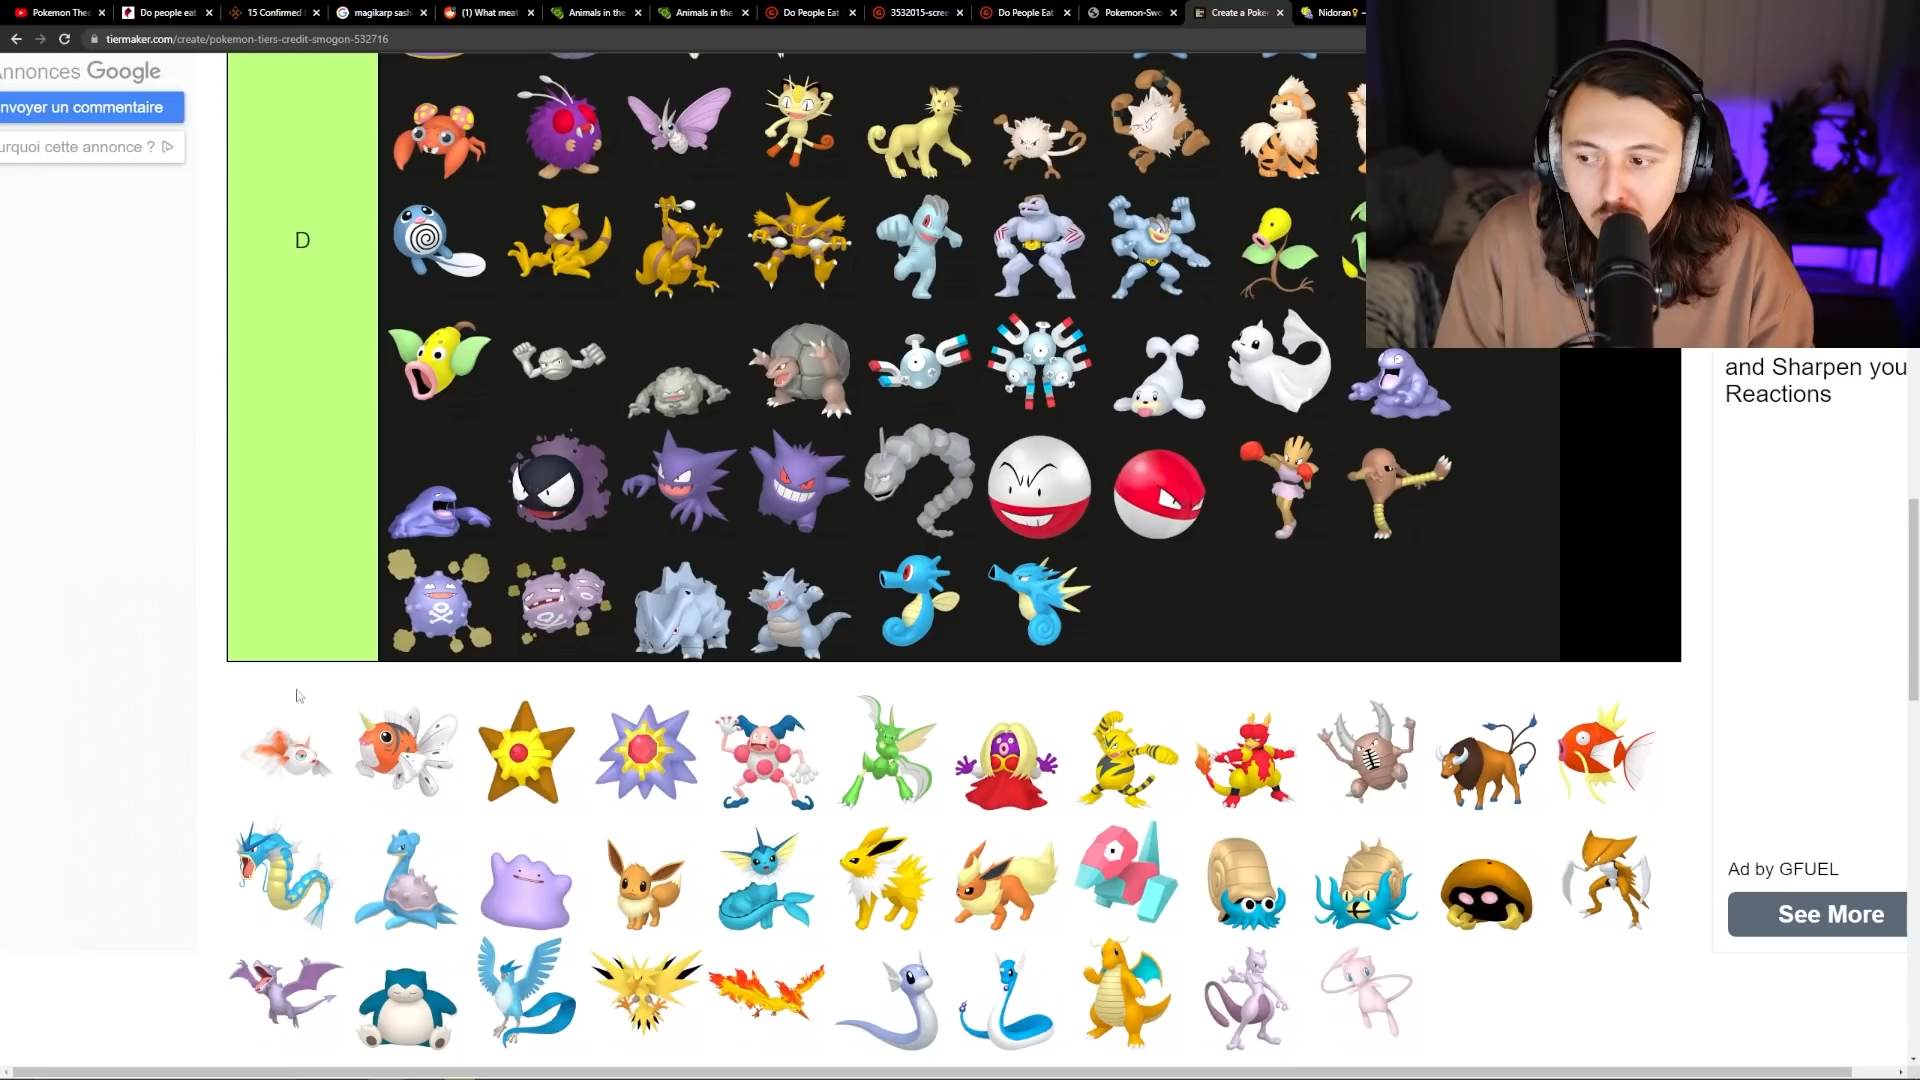 Pokemon Theo
Do people eat
15 Confirmed
magikarp sash
(1) What meat
Animals in the
Animals in the
Do People Eat
3532015-scree
Do People Eat
Pokemon-Swo
Create a Poke
Nidoran♀ –
tiermaker.com/create/pokemon-tiers-credit-smogon-532716
Annonces Google
nvoyer un commentaire
urquoi cette annonce ?
D
and Sharpen you
Reactions
Ad by GFUEL
See More